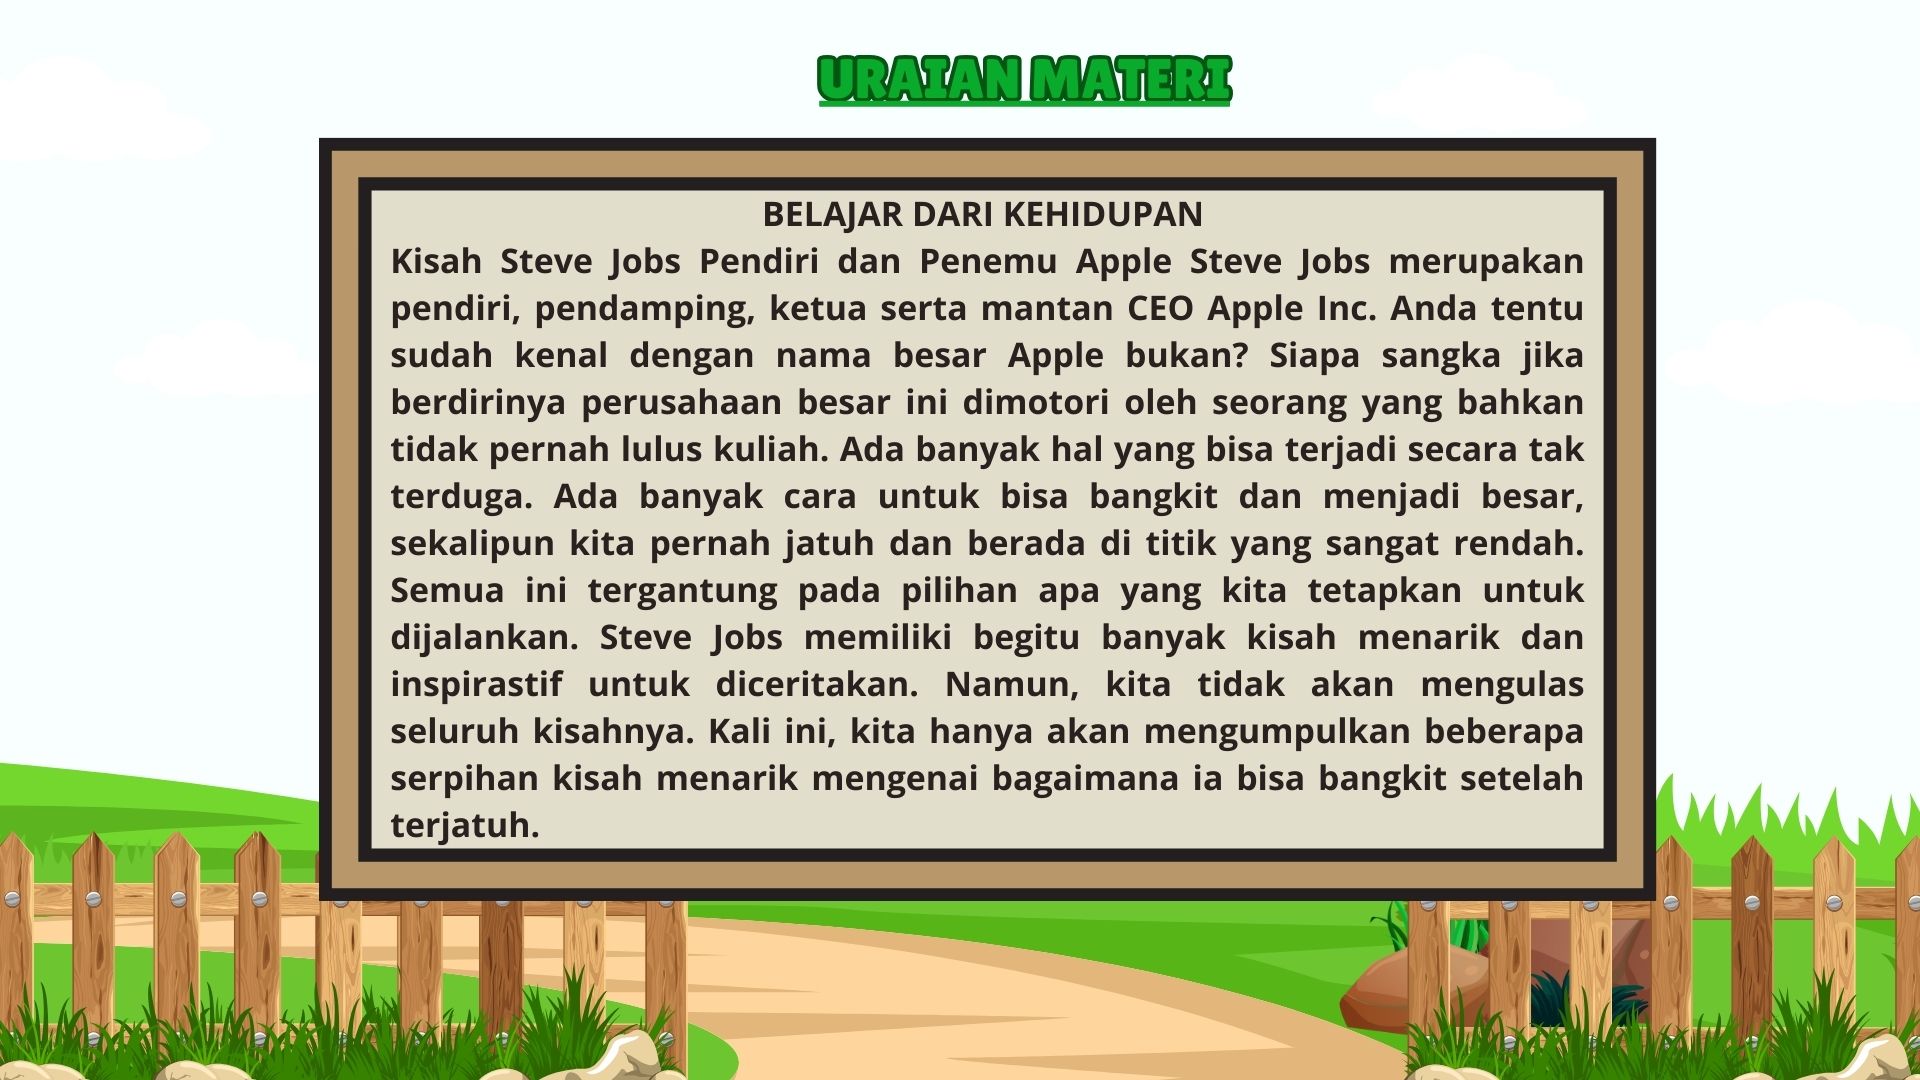 URAIAN MATERI
BELAJAR DARI KEHIDUPAN
Kisah Steve Jobs Pendiri dan Penemu Apple Steve Jobs merupakan
pendiri, pendamping, ketua serta mantan CEO Apple Inc. Anda tentu
sudah kenal dengan nama besar Apple bukan? Siapa sangka jika
berdirinya perusahaan besar ini dimotori oleh seorang yang bahkan
tidak pernah lulus kuliah. Ada banyak hal yang bisa terjadi secara tak
terduga. Ada banyak cara untuk bisa bangkit dan menjadi besar,
sekalipun kita pernah jatuh dan berada di titik yang sangat rendah.
Semua ini tergantung pada pilihan apa yang kita tetapkan untuk
dijalankan. Steve Jobs memiliki begitu banyak kisah menarik dan
inspirastif untuk diceritakan. Namun, kita tidak akan mengulas
seluruh kisahnya. Kali ini, kita hanya akan mengumpulkan beberapa
serpihan kisah menarik mengenai bagaimana ia bisa bangkit setelah
terjatuh.